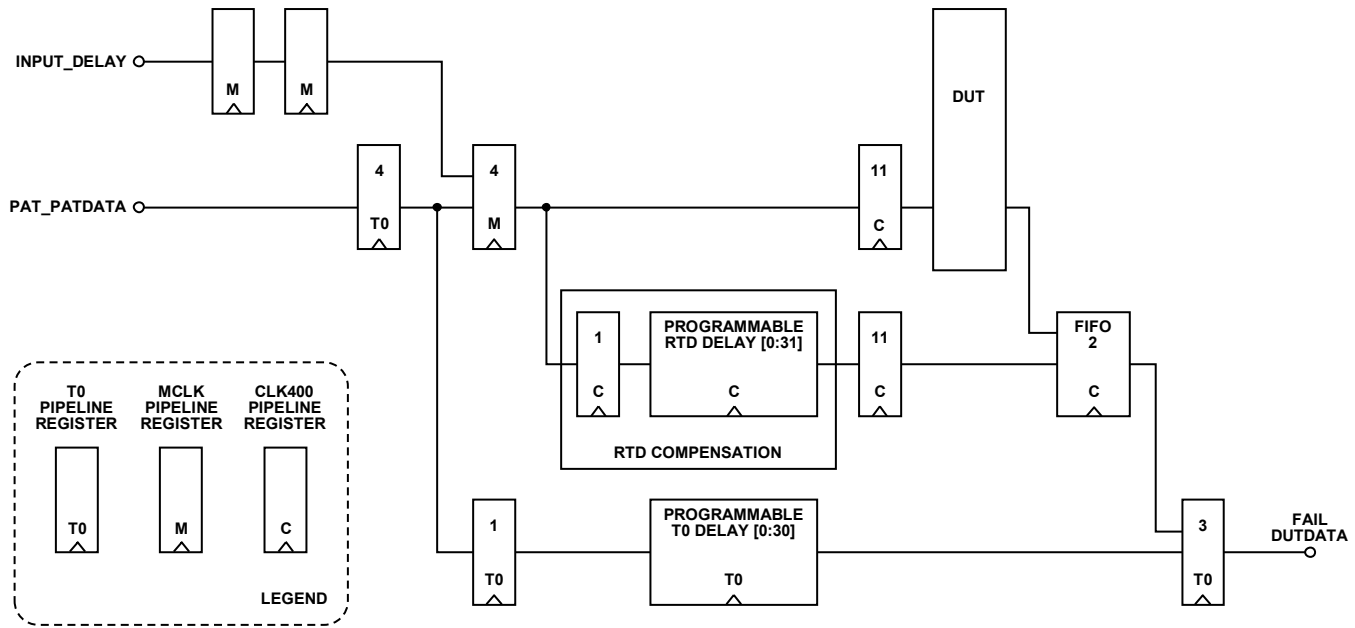 INPUT_DELAY
M
M
DUT
PAT_PATDATA
4
T0
4
M
11
C
1
C
PROGRAMMABLE
RTD DELAY [0:31]
C
RTD COMPENSATION
11
C
FIFO
2
C
1
T0
PROGRAMMABLE
T0 DELAY [0:30]
T0
3
T0
FAIL
DUTDATA
T0
PIPELINE
REGISTER
MCLK
PIPELINE
REGISTER
CLK400
PIPELINE
REGISTER
T0
M
C
LEGEND